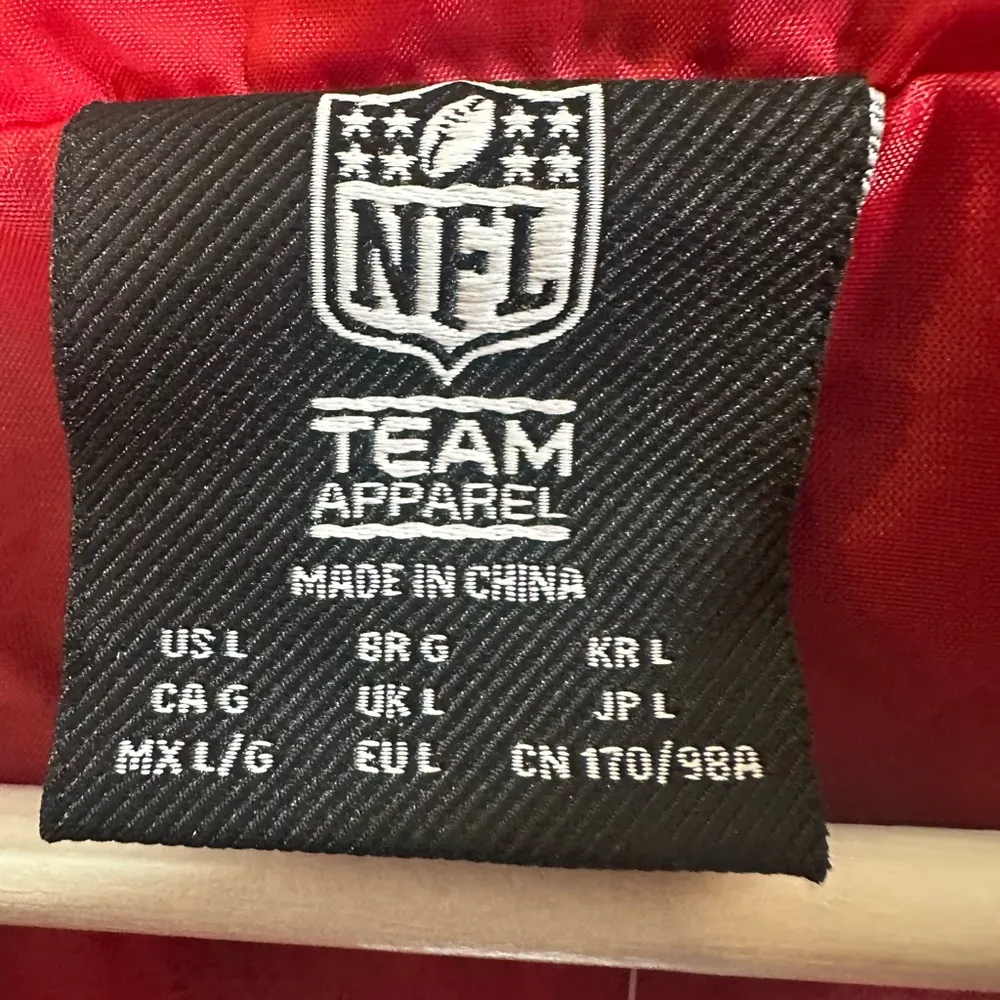 NFL
TEAM
APPAREL
MADE IN CHINA
US L BR G KR L
CA G UK L JP L
MX L/G EU L CN 170/98A